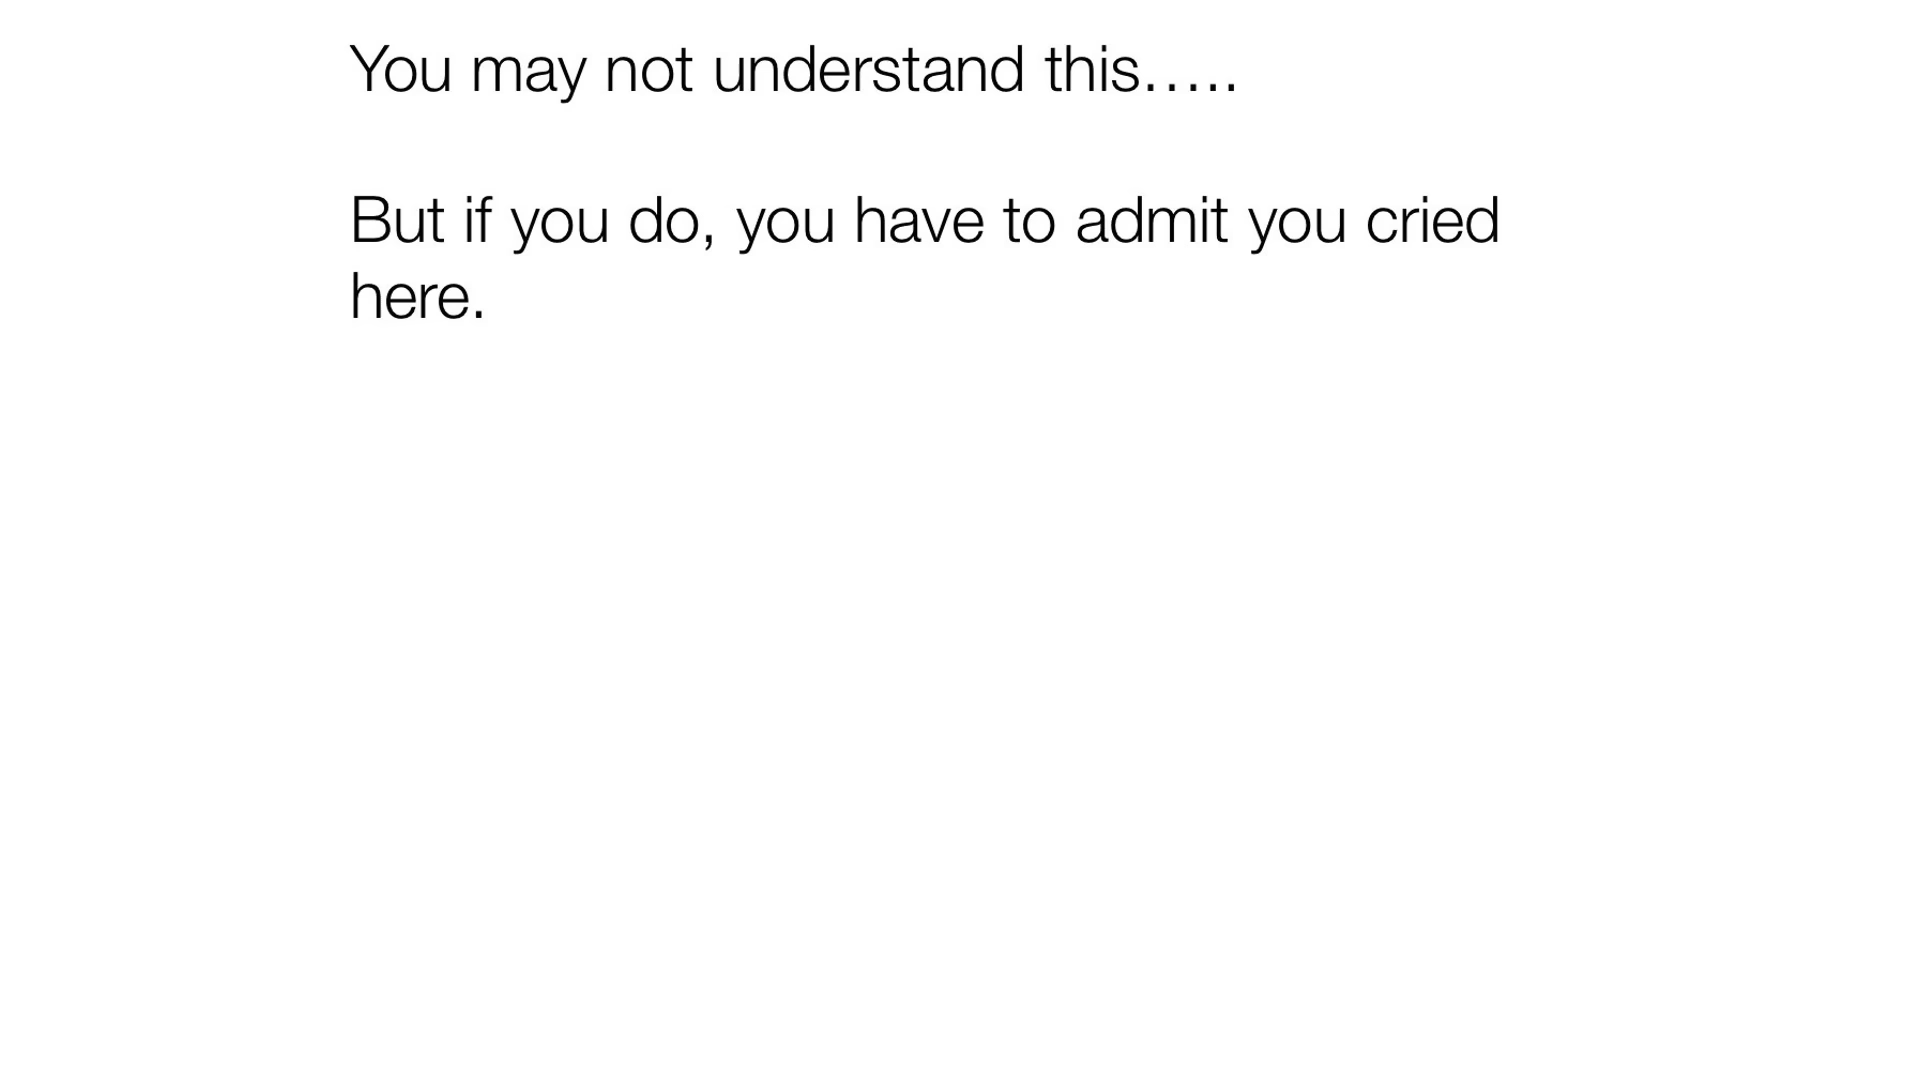 You may not understand this…..
But if you do, you have to admit you cried
here.